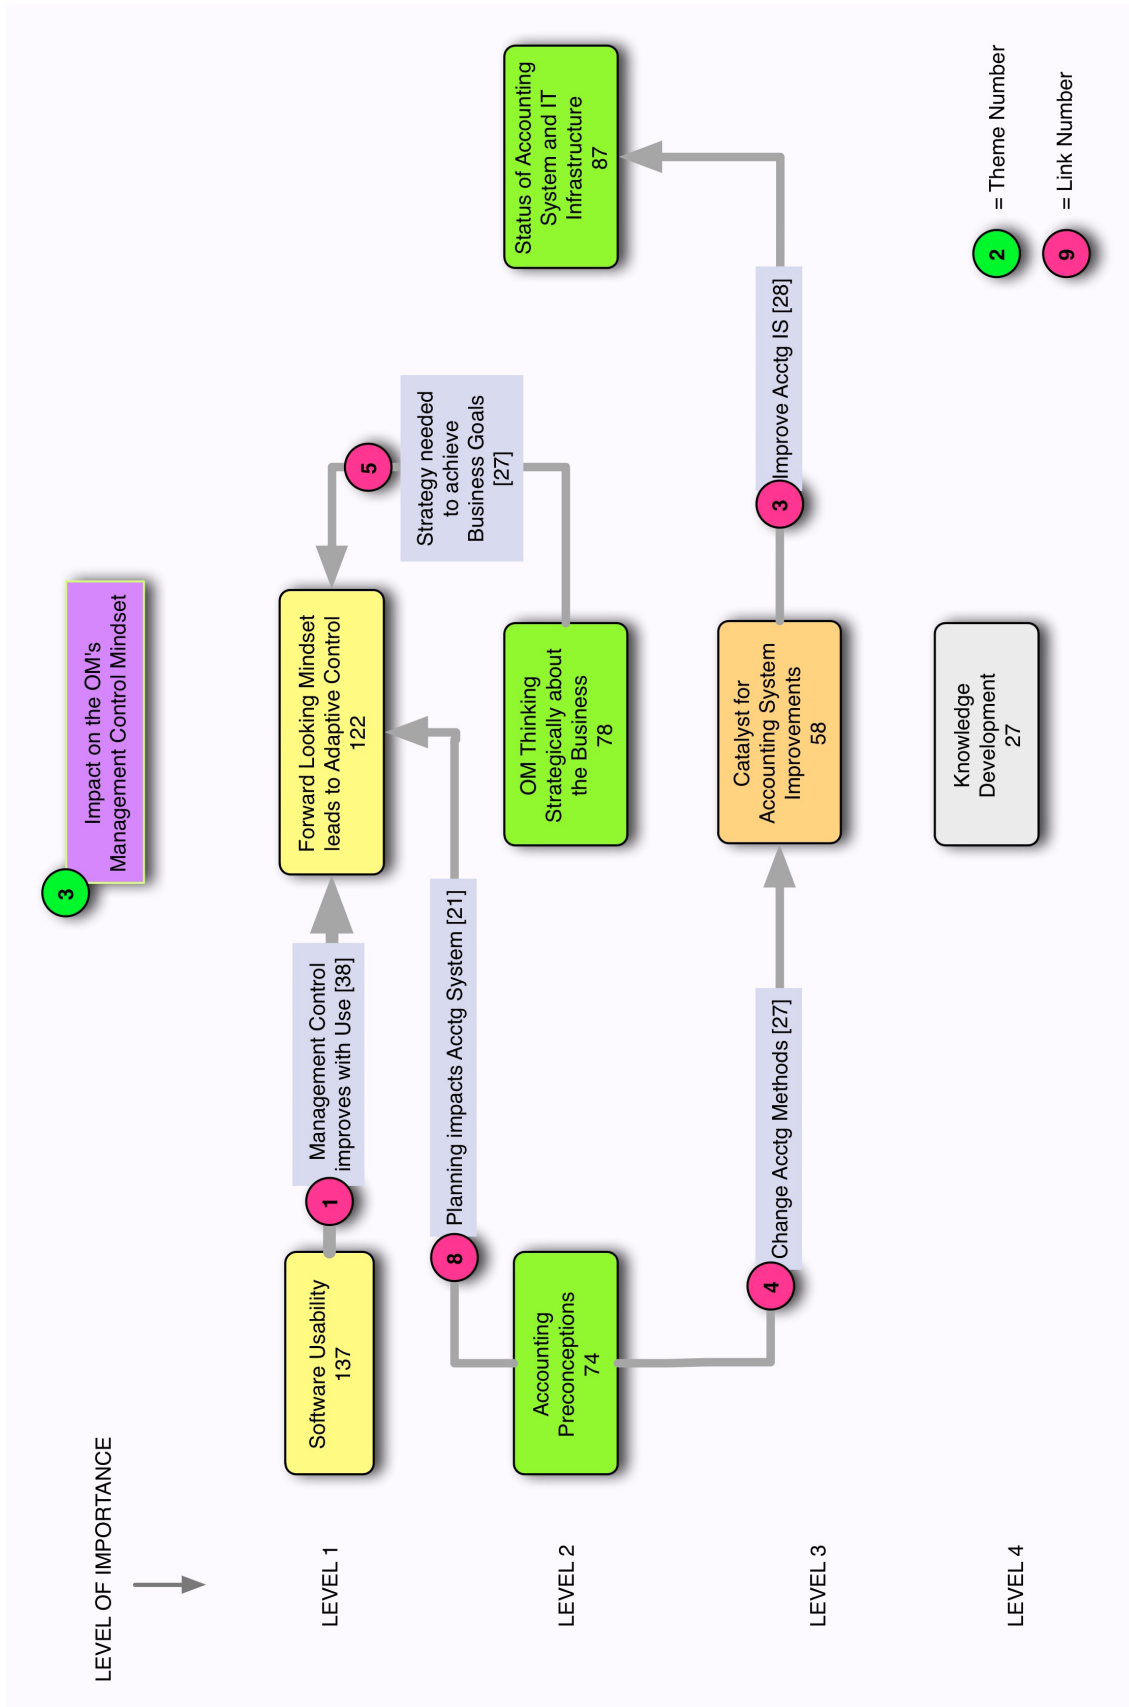 LEVEL OF IMPORTANCE
3
Impact on the OM's
Management Control Mindset
LEVEL 1
Software Usability
137
1
Management Control
improves with Use [38]
Forward Looking Mindset
leads to Adaptive Control
122
5
Strategy needed
to achieve
Business Goals
[27]
8
Planning impacts Acctg System [21]
LEVEL 2
Accounting
Preconceptions
74
OM Thinking
Strategically about
the Business
78
Status of Accounting
System and IT
Infrastructure
87
LEVEL 3
4
Change Acctg Methods [27]
Catalyst for
Accounting System
Improvements
58
3
Improve Acctg IS [28]
LEVEL 4
Knowledge
Development
27
2
= Theme Number
9
= Link Number